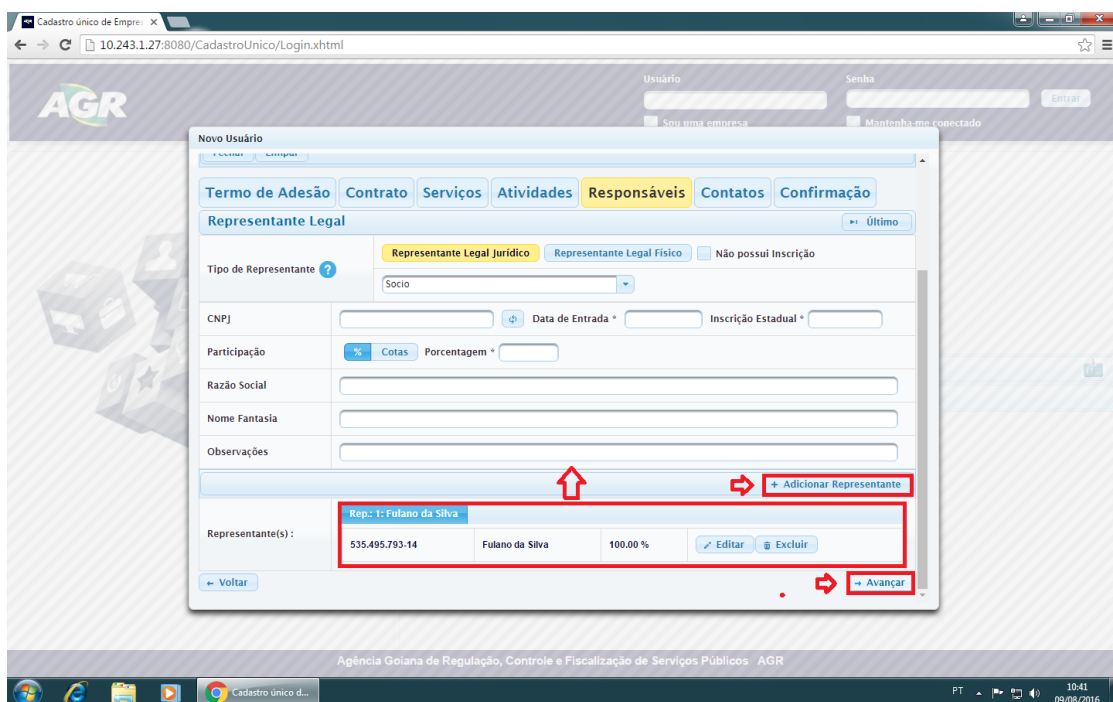 Cadastro único de Empre:
10.243.1.27:8080/CadastroUnico/Login.xhtml
AGR
Usuário
Senha
Entrar
Sou uma empresa
Mantenha-me conectado
Novo Usuário
Fechar Limpar
Termo de Adesão Contrato Serviços Atividades Responsáveis Contatos Confirmação
Representante Legal
Último
Tipo de Representante ?
Representante Legal Jurídico Representante Legal Físico Não possui Inscrição
Socio
CNPJ
Data de Entrada *
Inscrição Estadual *
Participação
% Cotas Porcentagem *
Razão Social
Nome Fantasia
Observações
+ Adicionar Representante
Representante(s) :
Rep.: 1: Fulano da Silva
535.495.793-14 Fulano da Silva 100.00 % Editar Excluir
← Voltar
→ Avançar
Agência Goiana de Regulação, Controle e Fiscalização de Serviços Públicos AGR
Cadastro único d...
PT
10:41
09/08/2016